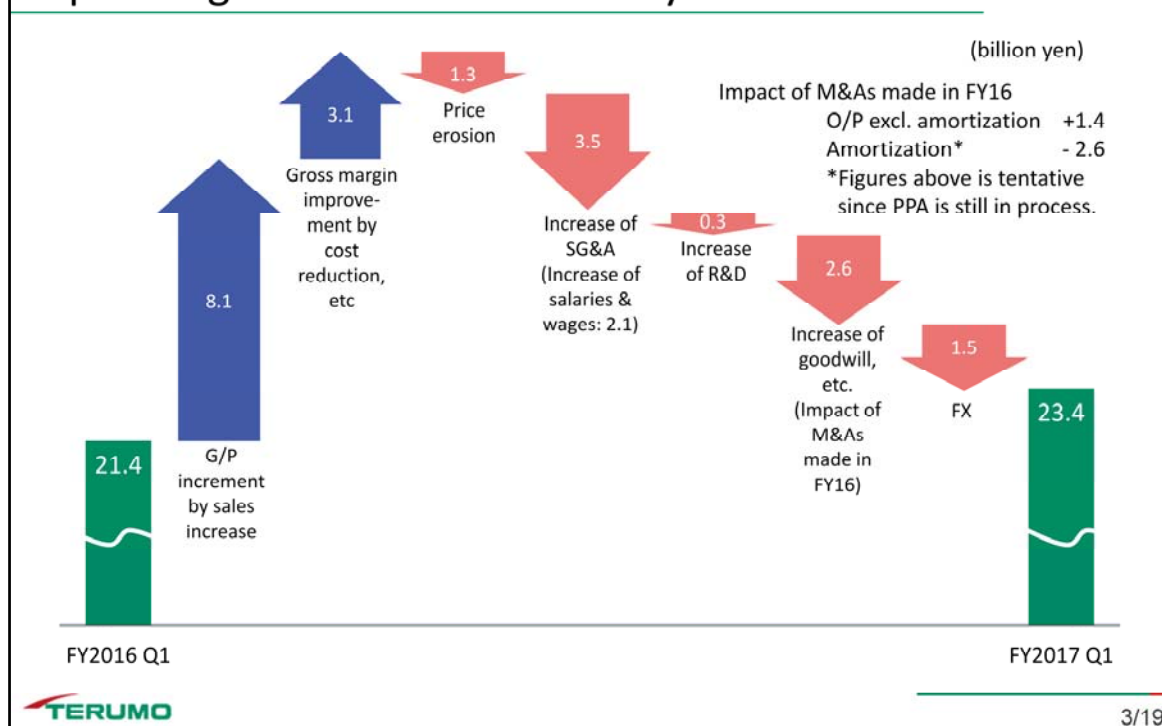 (billion yen)
Impact of M&As made in FY16
O/P excl. amortization +1.4
Amortization* - 2.6
*Figures above is tentative
since PPA is still in process.
1.3
Price
erosion
3.1
Gross margin
improve-
ment by
cost
reduction,
etc
3.5
Increase of
SG&A
(Increase of
salaries &
wages: 2.1)
0.3
Increase
of R&D
8.1
G/P
increment
by sales
increase
2.6
Increase of
goodwill,
etc.
(Impact of
M&As
made in
FY16)
1.5
FX
21.4
23.4
FY2016 Q1
FY2017 Q1
TERUMO
3/19